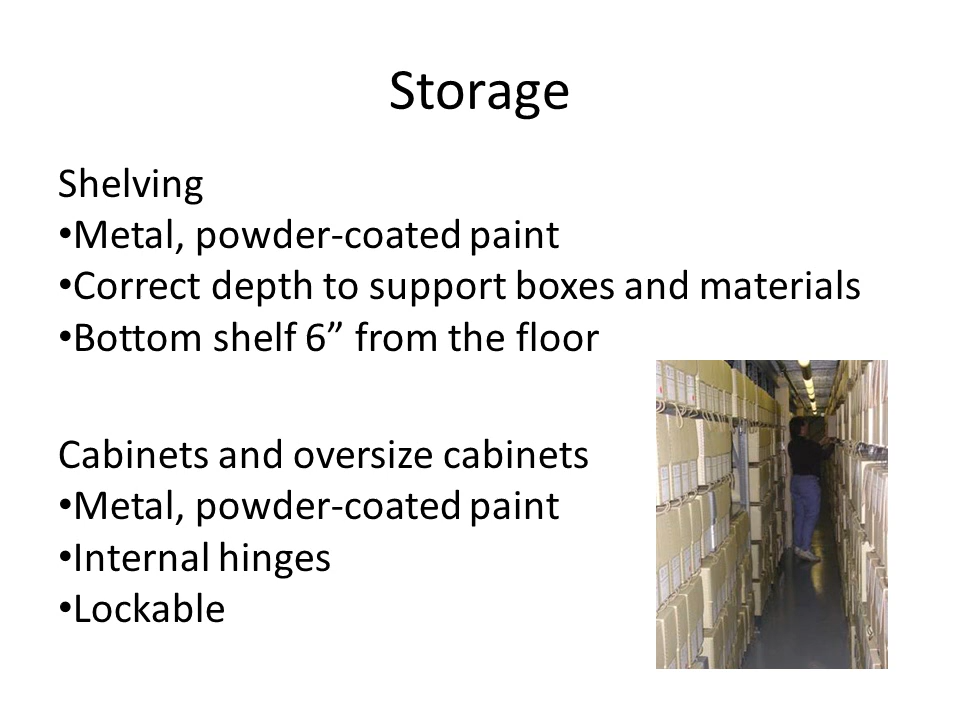 Storage
Shelving
•Metal, powder-coated paint
•Correct depth to support boxes and materials
•Bottom shelf 6” from the floor
Cabinets and oversize cabinets
•Metal, powder-coated paint
•Internal hinges
•Lockable